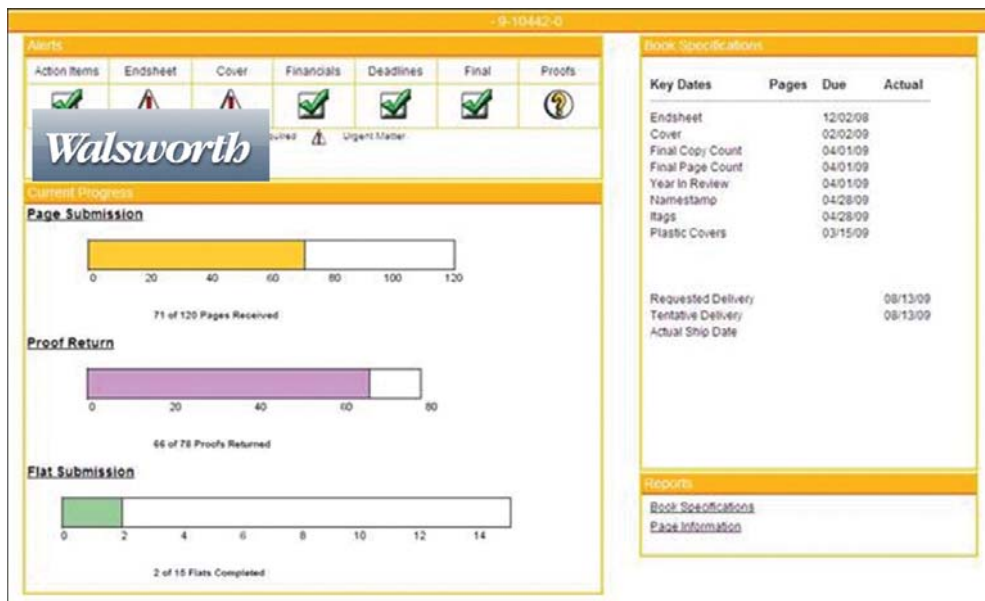 - 9-10442-0
Alerts
Action Items Endsheet Cover Financials Deadlines Final Proofs
Walsworth
Urgent Matter
Current Progress
Page Submission
0 20 40 60 80 100 120
71 of 120 Pages Received
Proof Return
0 20 40 60 80
66 of 78 Proofs Returned
Flat Submission
0 2 4 6 8 10 12 14
2 of 15 Flats Completed
Book Specifications
Key Dates Pages Due Actual
Endsheet 12/02/08
Cover 02/02/09
Final Copy Count 04/01/09
Final Page Count 04/01/09
Year In Review 04/01/09
Namestamp 04/28/09
Itags 04/28/09
Plastic Covers 03/15/09
Requested Delivery 08/13/09
Tentative Delivery 08/13/09
Actual Ship Date
Reports
Book Specifications
Page Information